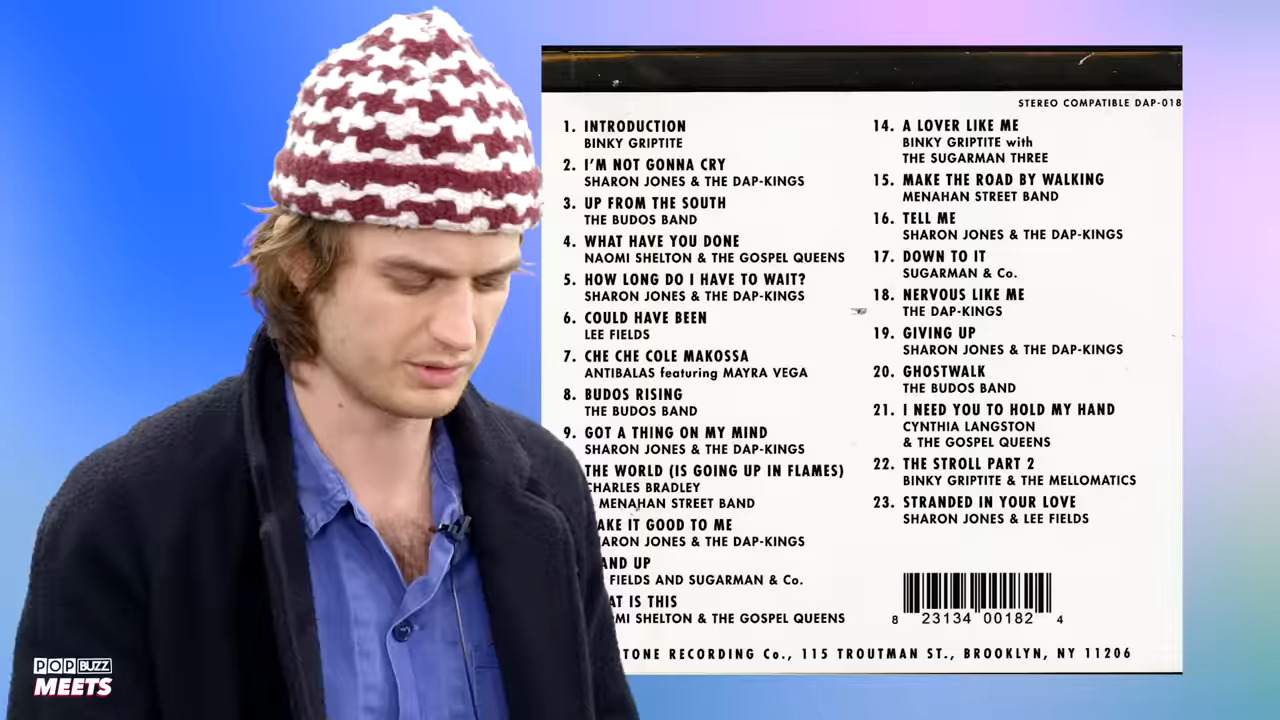 STEREO COMPATIBLE DAP-018
1. INTRODUCTION
BINKY GRIPTITE
2. I'M NOT GONNA CRY
SHARON JONES & THE DAP-KINGS
3. UP FROM THE SOUTH
THE BUDOS BAND
4. WHAT HAVE YOU DONE
NAOMI SHELTON & THE GOSPEL QUEENS
5. HOW LONG DO I HAVE TO WAIT?
SHARON JONES & THE DAP-KINGS
6. COULD HAVE BEEN
LEE FIELDS
7. CHE CHE COLE MAKOSSA
ANTIBALAS featuring MAYRA VEGA
8. BUDOS RISING
THE BUDOS BAND
9. GOT A THING ON MY MIND
SHARON JONES & THE DAP-KINGS
THE WORLD (IS GOING UP IN FLAMES)
CHARLES BRADLEY
MENAHAN STREET BAND
AKE IT GOOD TO ME
ARON JONES & THE DAP-KINGS
AND UP
FIELDS AND SUGARMAN & Co.
AT IS THIS
OMI SHELTON & THE GOSPEL QUEENS
14. A LOVER LIKE ME
BINKY GRIPTITE with
THE SUGARMAN THREE
15. MAKE THE ROAD BY WALKING
MENAHAN STREET BAND
16. TELL ME
SHARON JONES & THE DAP-KINGS
17. DOWN TO IT
SUGARMAN & Co.
18. NERVOUS LIKE ME
THE DAP-KINGS
19. GIVING UP
SHARON JONES & THE DAP-KINGS
20. GHOSTWALK
THE BUDOS BAND
21. I NEED YOU TO HOLD MY HAND
CYNTHIA LANGSTON
& THE GOSPEL QUEENS
22. THE STROLL PART 2
BINKY GRIPTITE & THE MELLOMATICS
23. STRANDED IN YOUR LOVE
SHARON JONES & LEE FIELDS
8 23134 00182 4
TONE RECORDING Co., 115 TROUTMAN ST., BROOKLYN, NY 11206
POPBUZZ
MEETS